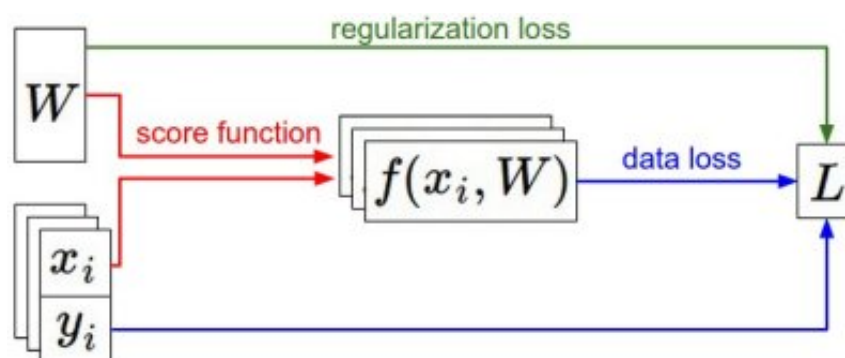 regularization loss
W
score function
f(x_i, W)
data loss
L
x_i
y_i